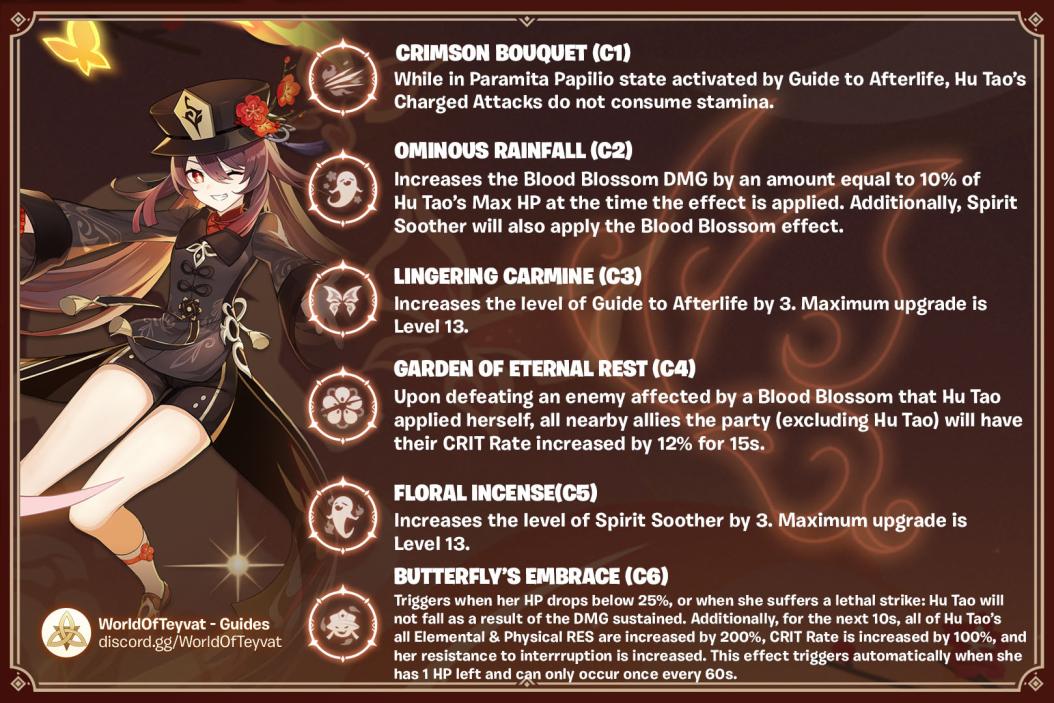 CRIMSON BOUQUET (C1)
While in Paramita Papilio state activated by Guide to Afterlife, Hu Tao's
Charged Attacks do not consume stamina.
OMINOUS RAINFALL (C2)
Increases the Blood Blossom DMG by an amount equal to 10% of
Hu Tao's Max HP at the time the effect is applied. Additionally, Spirit
Soother will also apply the Blood Blossom effect.
LINGERING CARMINE (C3)
Increases the level of Guide to Afterlife by 3. Maximum upgrade is
Level 13.
GARDEN OF ETERNAL REST (C4)
Upon defeating an enemy affected by a Blood Blossom that Hu Tao
applied herself, all nearby allies the party (excluding Hu Tao) will have
their CRIT Rate increased by 12% for 15s.
FLORAL INCENSE(C5)
Increases the level of Spirit Soother by 3. Maximum upgrade is
Level 13.
BUTTERFLY'S EMBRACE (C6)
Triggers when her HP drops below 25%, or when she suffers a lethal strike: Hu Tao will
not fall as a result of the DMG sustained. Additionally, for the next 10s, all of Hu Tao's
all Elemental & Physical RES are increased by 200%, CRIT Rate is increased by 100%, and
her resistance to interrruption is increased. This effect triggers automatically when she
has 1 HP left and can only occur once every 60s.
WorldOfTeyvat - Guides
discord.gg/WorldOfTeyvat